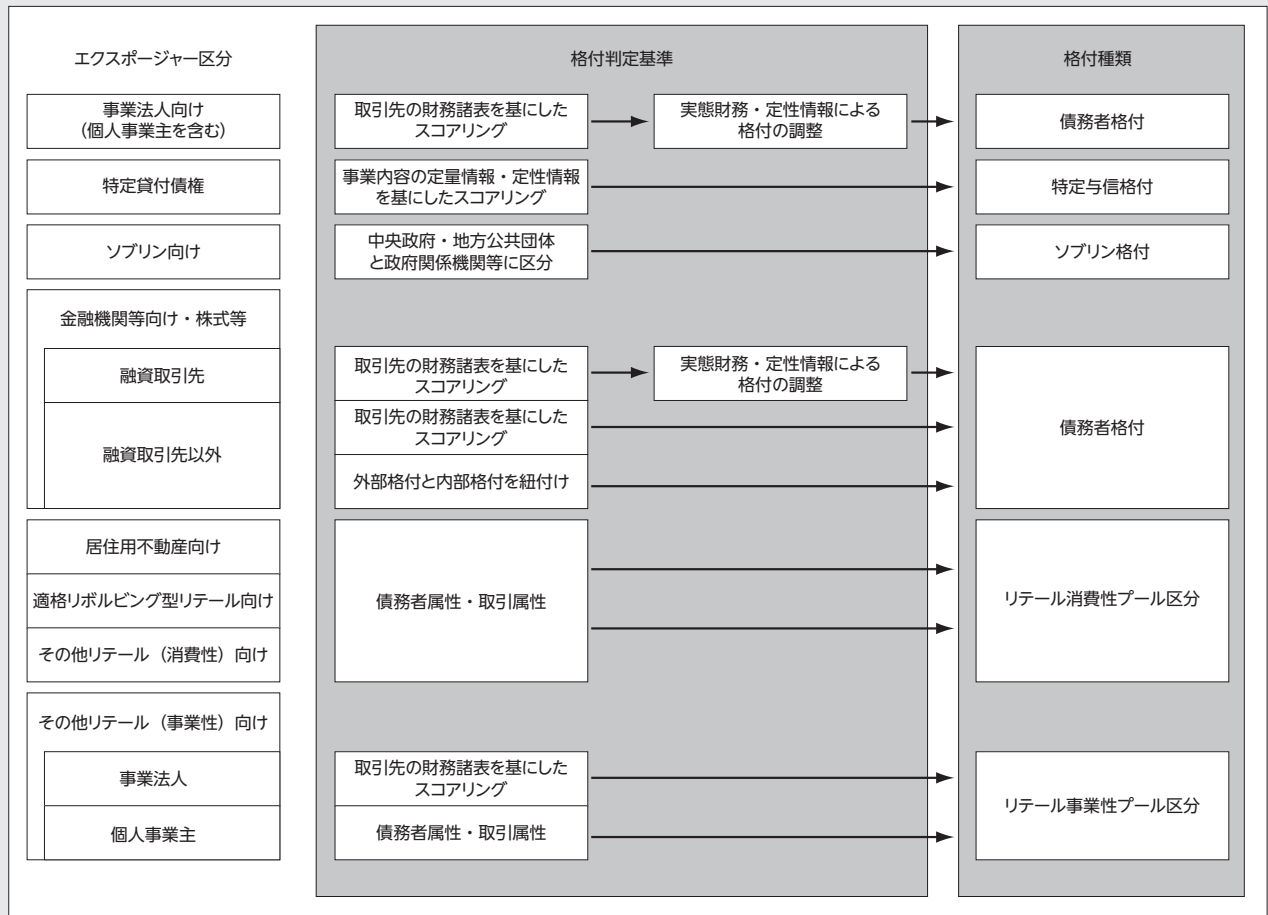 エクスポージャー区分
格付判定基準
格付種類
事業法人向け
（個人事業主を含む）
取引先の財務諸表を基にした
スコアリング
実態財務・定性情報による
格付の調整
債務者格付
特定貸付債権
事業内容の定量情報・定性情報
を基にしたスコアリング
特定与信格付
ソブリン向け
中央政府・地方公共団体
と政府関係機関等に区分
ソブリン格付
金融機関等向け・株式等
融資取引先
取引先の財務諸表を基にした
スコアリング
実態財務・定性情報による
格付の調整
融資取引先以外
取引先の財務諸表を基にした
スコアリング
外部格付と内部格付を紐付け
債務者格付
居住用不動産向け
適格リボルビング型リテール向け
その他リテール（消費性）向け
債務者属性・取引属性
リテール消費性プール区分
その他リテール（事業性）向け
事業法人
取引先の財務諸表を基にした
スコアリング
個人事業主
債務者属性・取引属性
リテール事業性プール区分